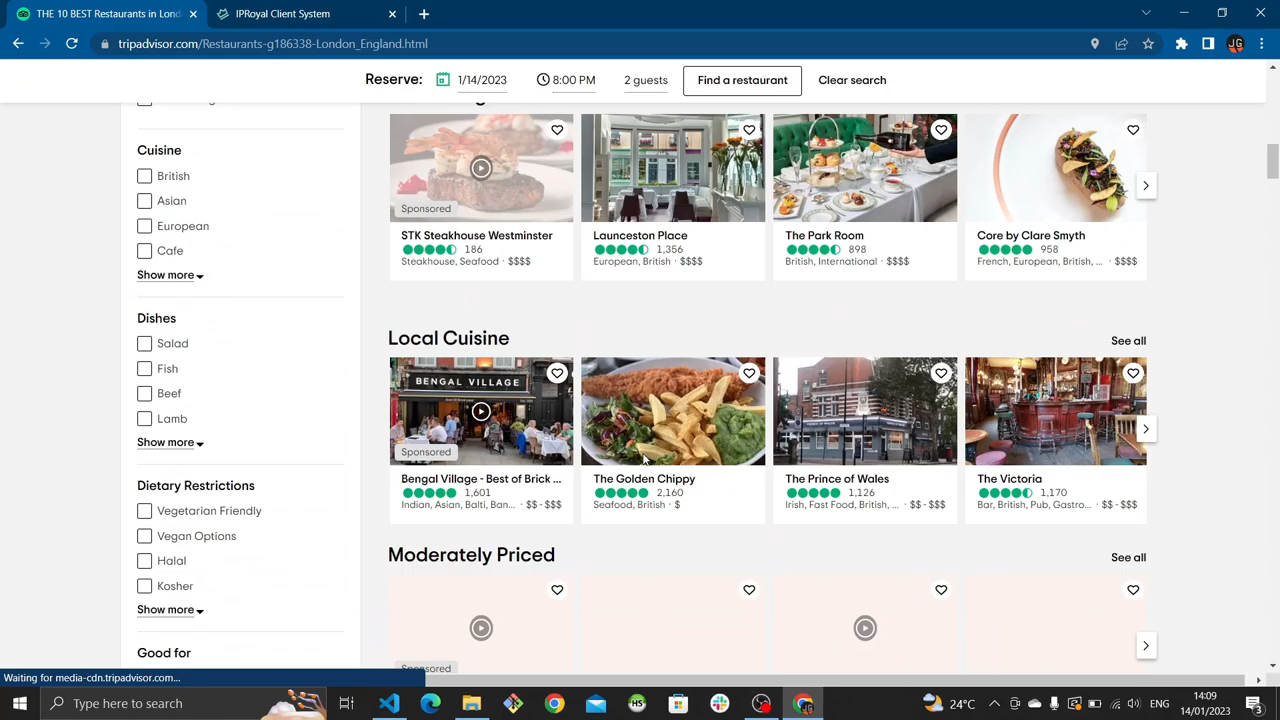 THE 10 BEST Restaurants in Lond
IPRoyal Client System
tripadvisor.com/Restaurants-g186338-London_England.html
JG
Reserve: 1/14/2023 8:00 PM 2 guests Find a restaurant Clear search
Cuisine
British
Asian
European
Cafe
Show more
Dishes
Salad
Fish
Beef
Lamb
Show more
Dietary Restrictions
Vegetarian Friendly
Vegan Options
Halal
Kosher
Show more
Good for
Sponsored
STK Steakhouse Westminster
186
Steakhouse, Seafood · $$$$
Launceston Place
1,356
European, British · $$$$
The Park Room
898
British, International · $$$$
Core by Clare Smyth
958
French, European, British, ... · $$$$
Local Cuisine
See all
BENGAL VILLAGE
Sponsored
Bengal Village - Best of Brick ...
1,601
Indian, Asian, Balti, Ban... · $$ - $$$
The Golden Chippy
2,160
Seafood, British · $
The Prince of Wales
1,126
Irish, Fast Food, British, ... · $$ - $$$
The Victoria
1,170
Bar, British, Pub, Gastro... · $$ - $$$
Moderately Priced
See all
Sponsored
Waiting for media-cdn.tripadvisor.com...
Type here to search
HS
24°C
ENG
14:09
14/01/2023
3